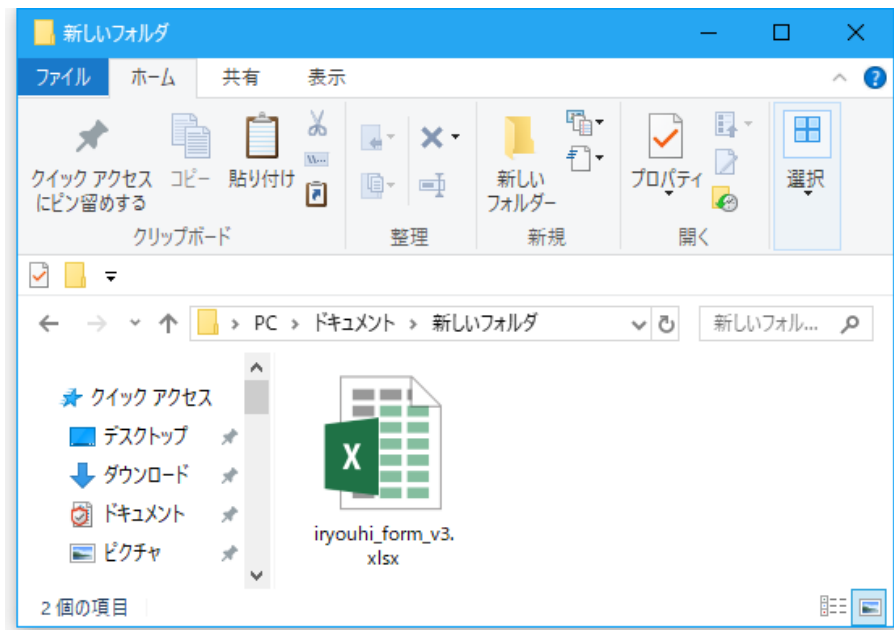 新しいフォルダ
ファイル ホーム 共有 表示
クイック アクセス
にピン留めする
コピー
貼り付け
クリップボード
整理
新しい
フォルダー
新規
プロパティ
開く
選択
PC ドキュメント 新しいフォルダ
新しいフォル...
クイック アクセス
デスクトップ
ダウンロード
ドキュメント
ピクチャ
X
iryouhi_form_v3.
xlsx
2 個の項目